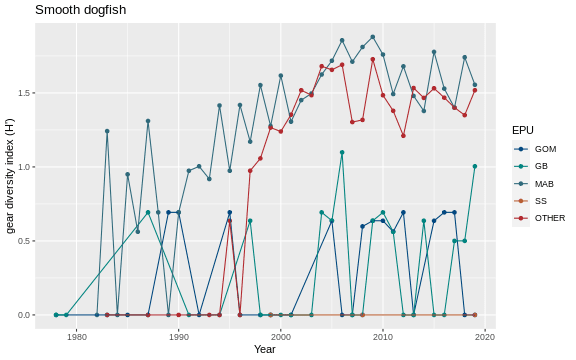 Smooth dogfish
gear diversity index (H')
1.5
1.0
0.5
0.0
1980 1990 2000 2010 2020
Year
EPU
GOM
GB
MAB
SS
OTHER